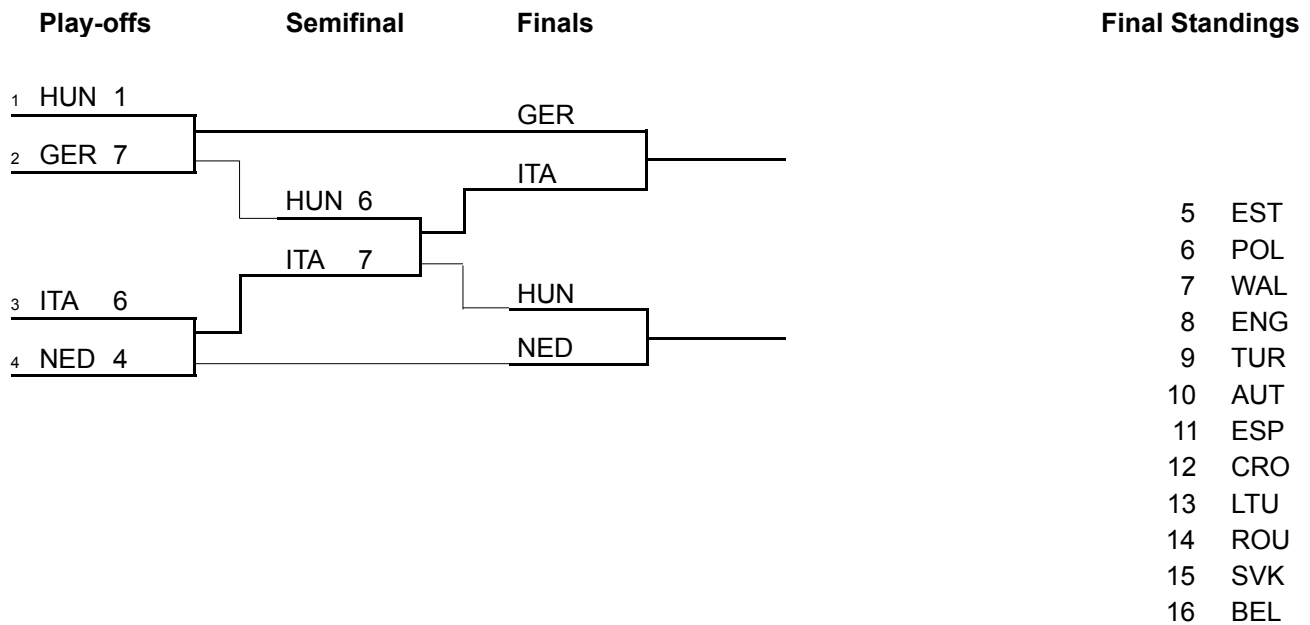 Play-offs Semifinal Finals Final Standings
1 HUN 1
GER
2 GER 7
ITA
HUN 6
5 EST
6 POL
ITA 7
7 WAL
3 ITA 6
HUN
8 ENG
4 NED 4
NED
9 TUR
10 AUT
11 ESP
12 CRO
13 LTU
14 ROU
15 SVK
16 BEL